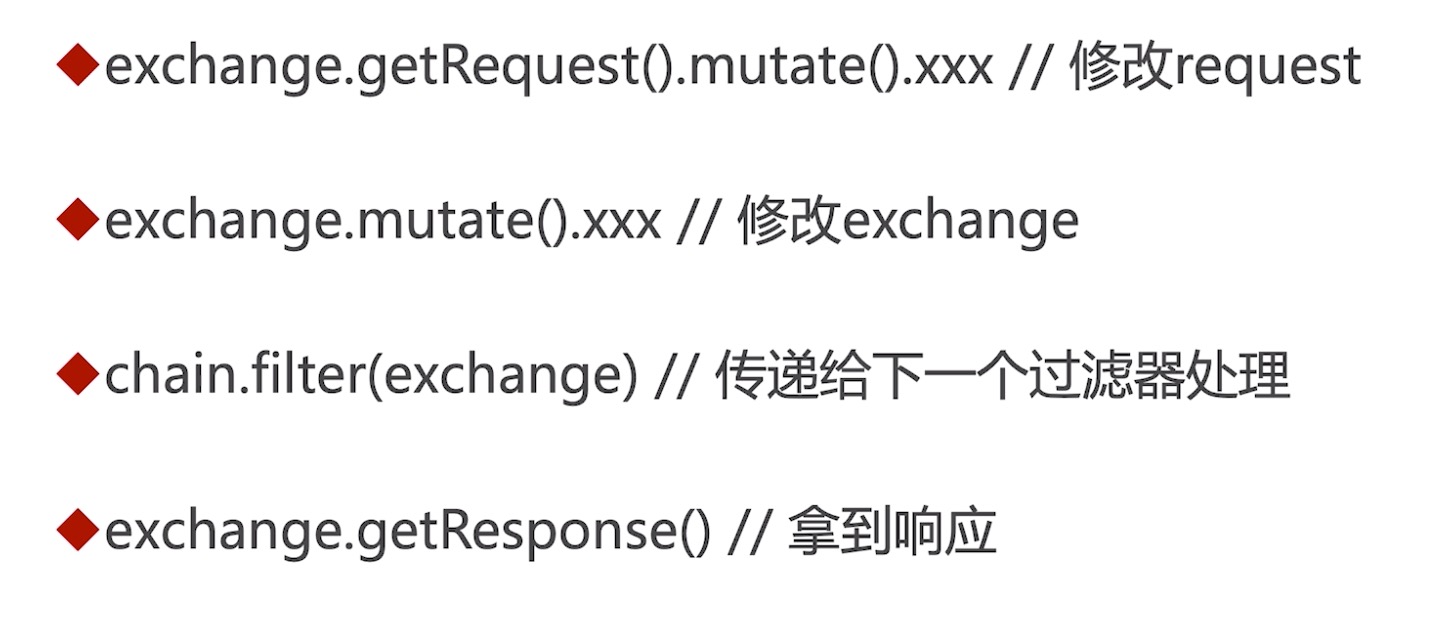 ◆exchange.getRequest().mutate().xxx // 修改request
◆exchange.mutate().xxx // 修改exchange
◆chain.filter(exchange) // 传递给下一个过滤器处理
◆exchange.getResponse() // 拿到响应